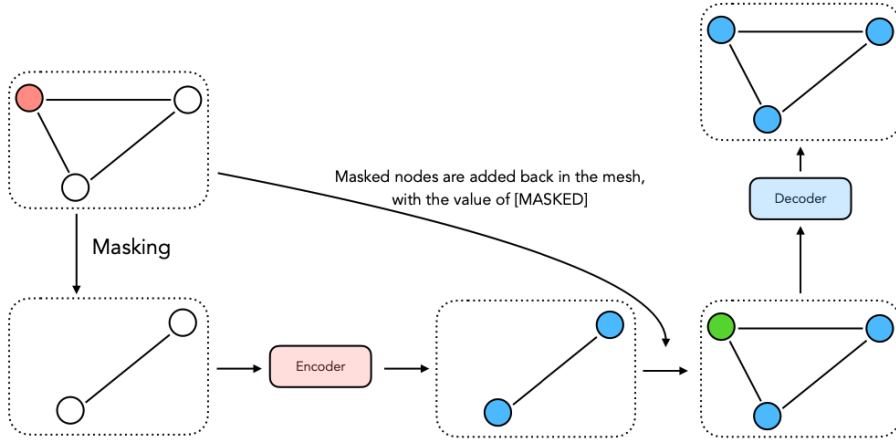 Masked nodes are added back in the mesh,
with the value of [MASKED]
Decoder
Masking
Encoder